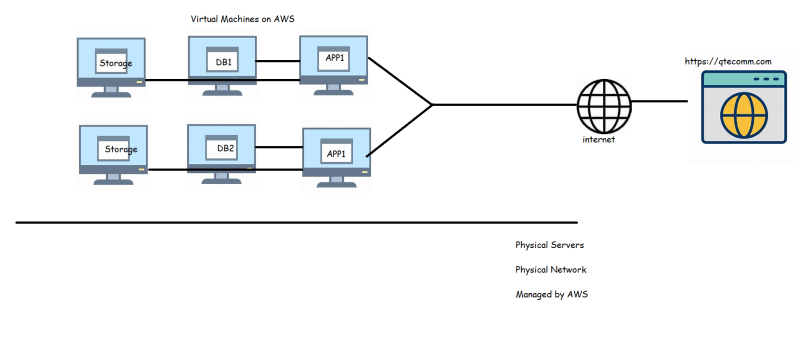 Virtual Machines on AWS
Storage
DB1
APP1
https://qtecomm.com
Storage
DB2
APP1
internet
Physical Servers
Physical Network
Managed by AWS